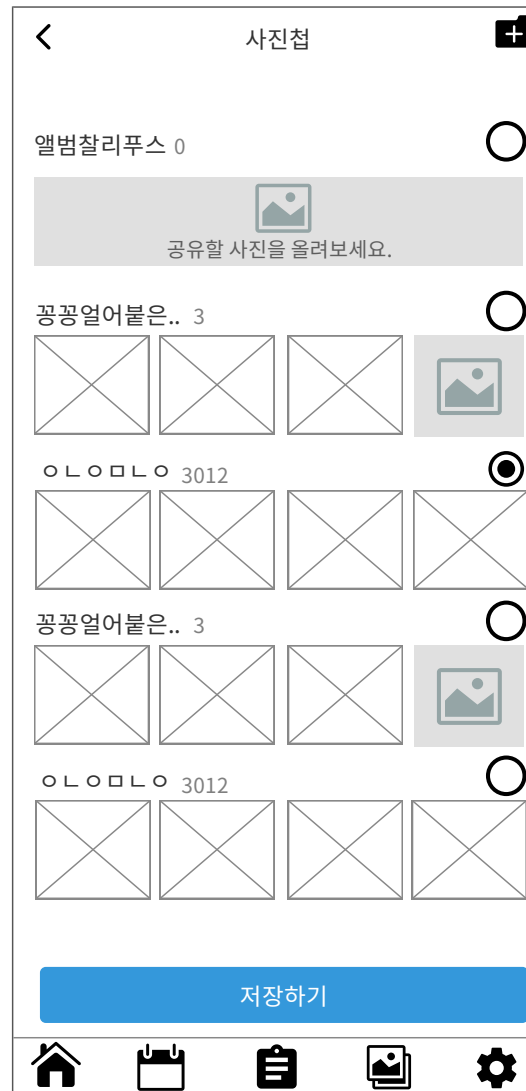 사진첩
앨범찰리푸스 0
공유할 사진을 올려보세요.
꽁꽁얼어붙은.. 3
ㅇㄴㅇㅁㄴㅇ 3012
꽁꽁얼어붙은.. 3
ㅇㄴㅇㅁㄴㅇ 3012
저장하기